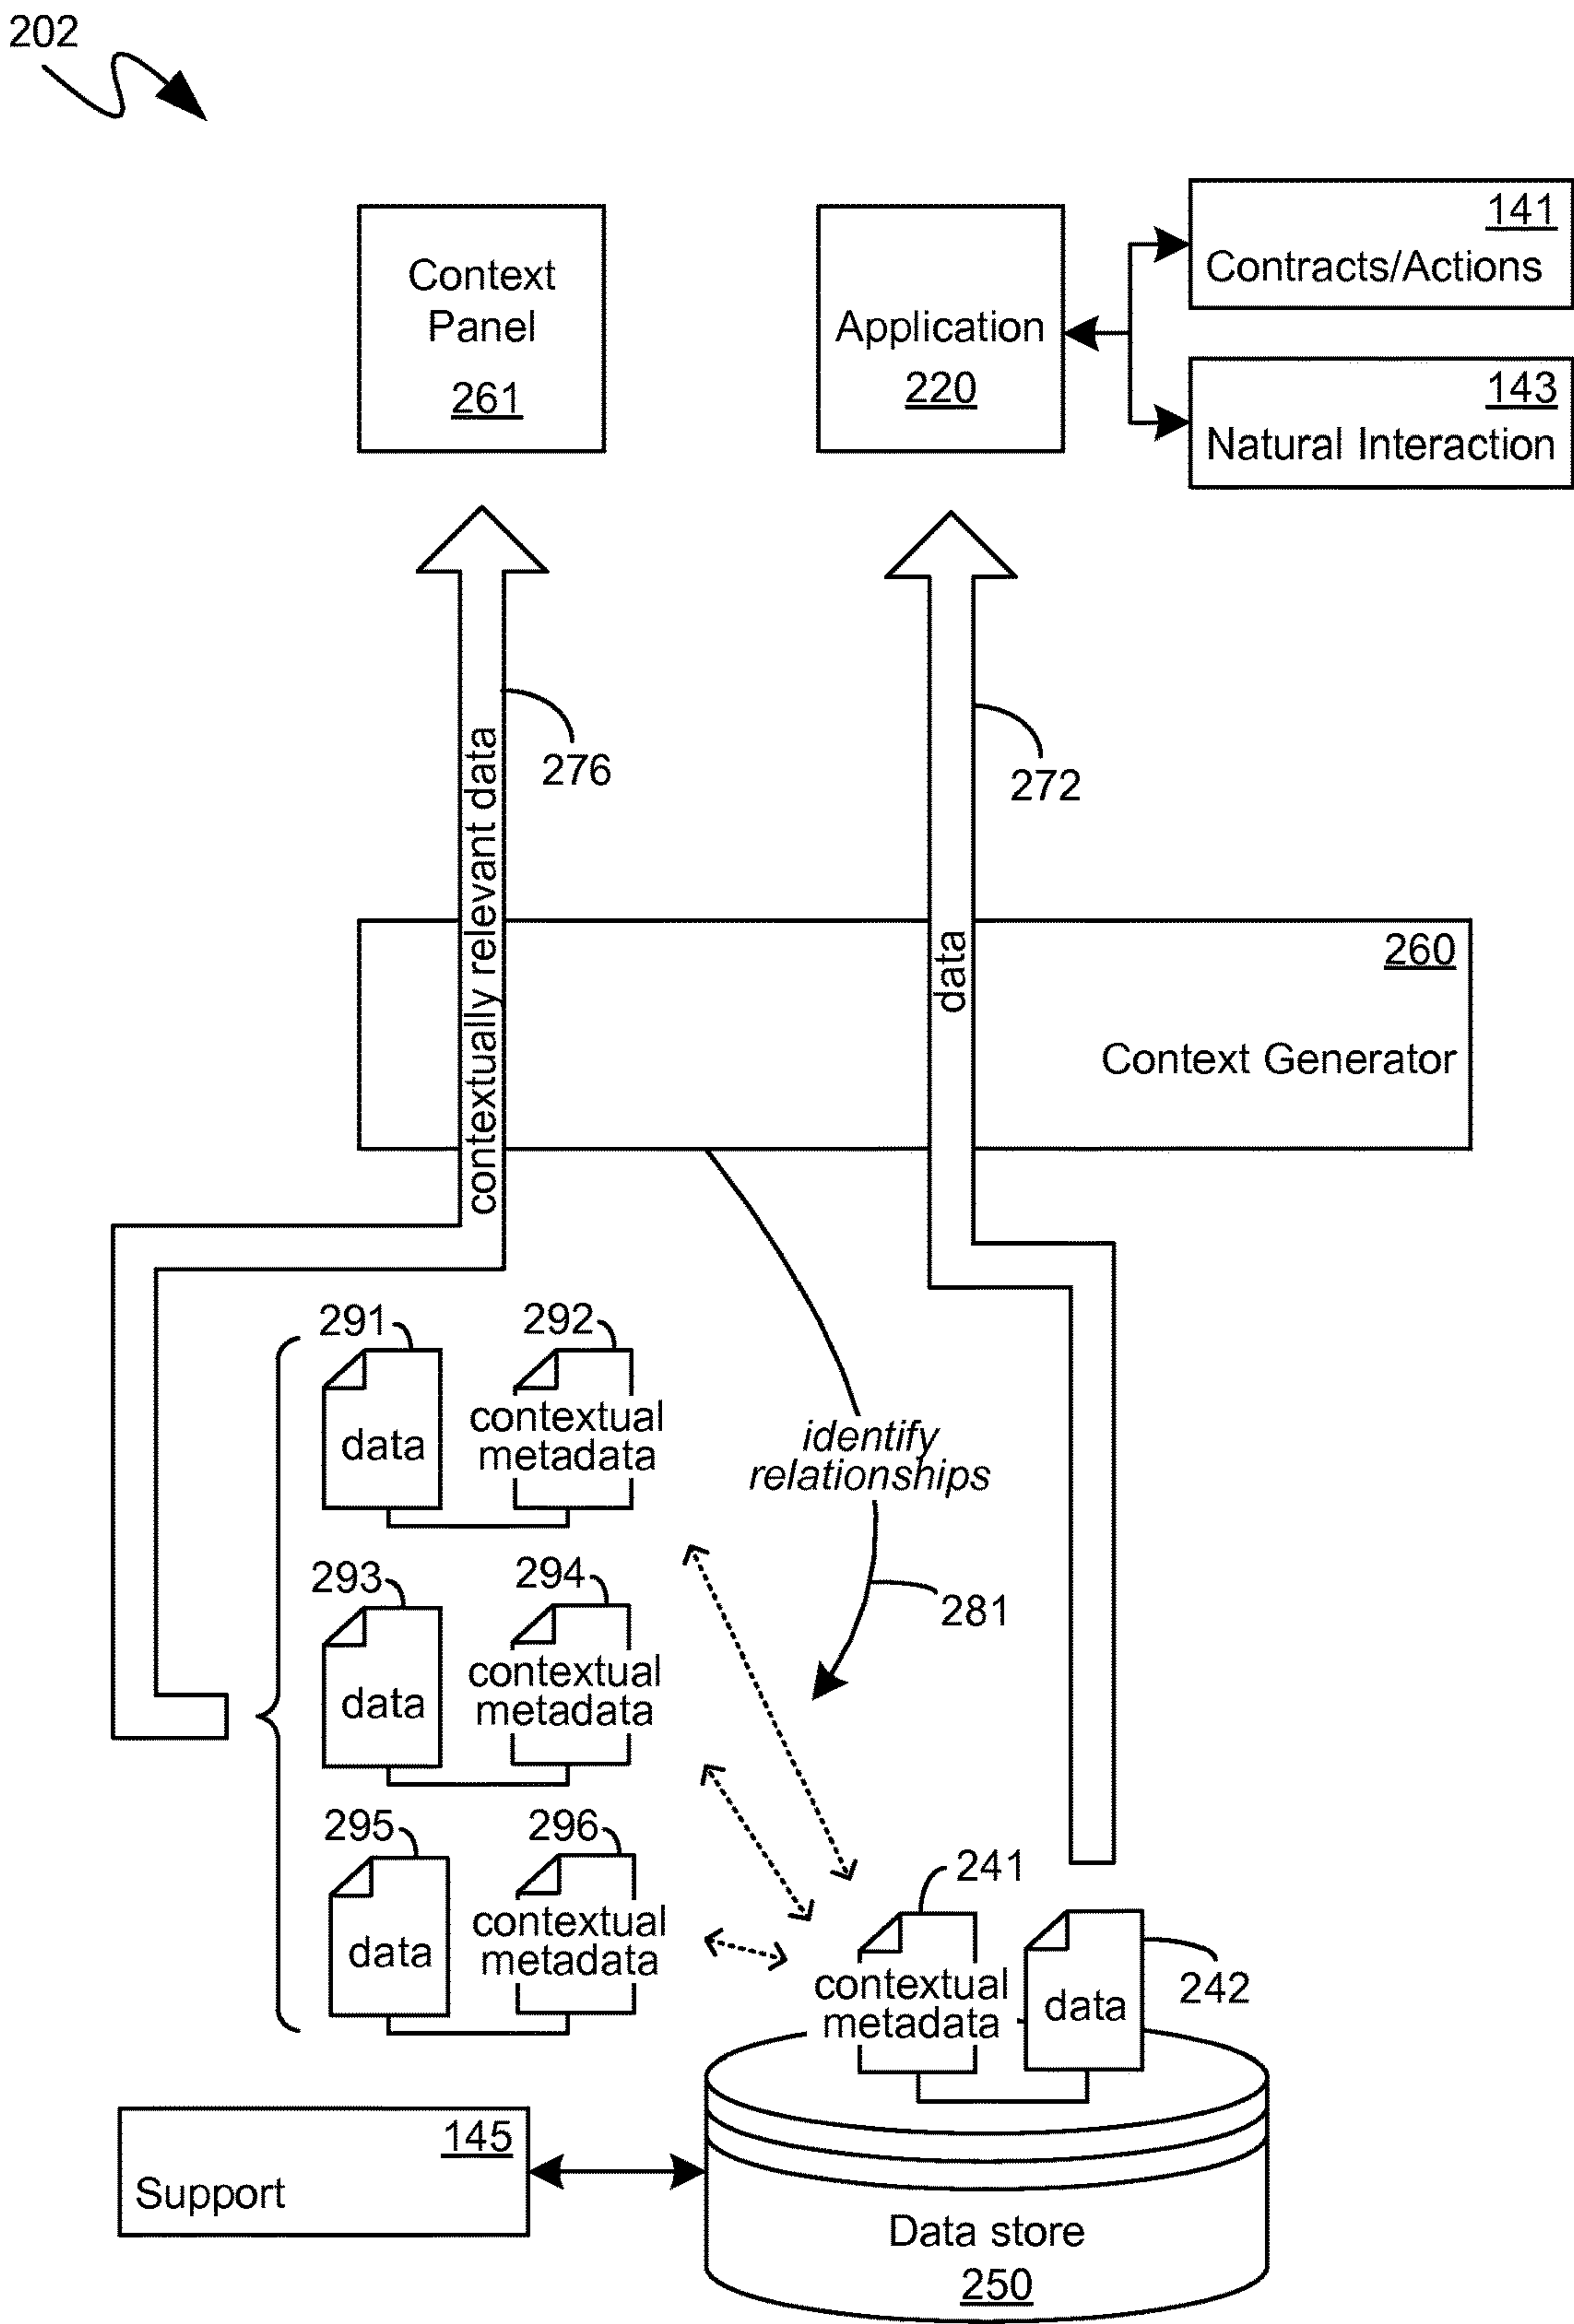 202
141
Contracts/Actions
Context
Panel
261
Application
220
143
Natural Interaction
276
272
contextually relevant data
data
260
Context Generator
291
292
data
contextual
metadata
identify
relationships
293
294
281
data
contextual
metadata
295
296
data
contextual
metadata
241
242
contextual
metadata
data
145
Support
Data store
250